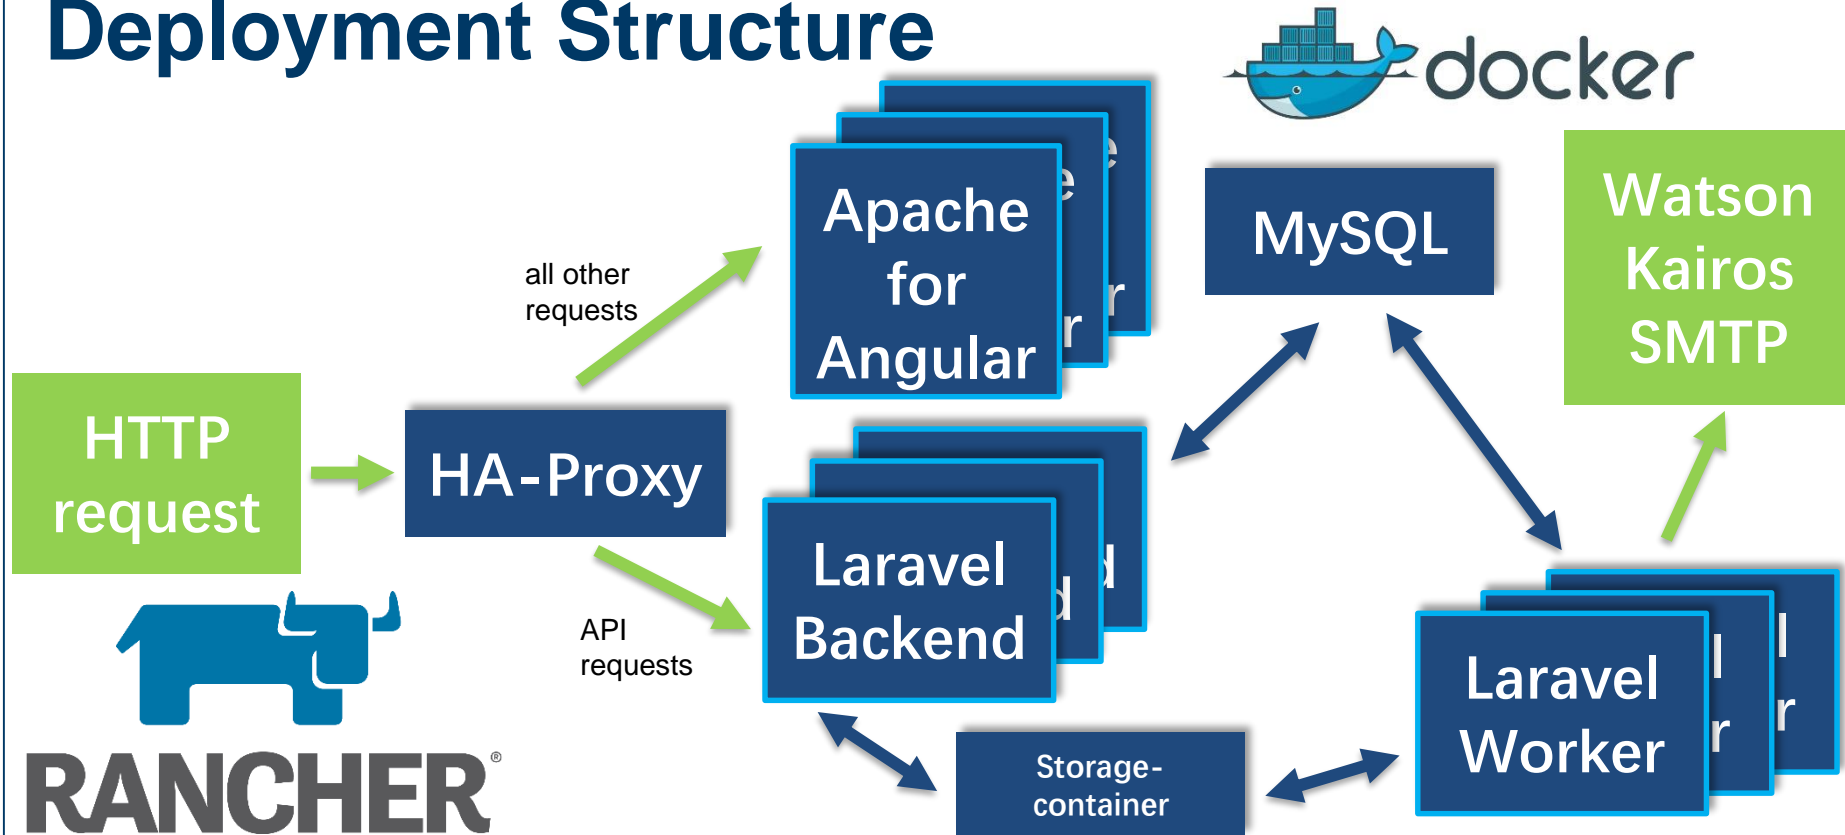 Deployment Structure
docker
Apache
for
Angular
MySQL
Watson
Kairos
SMTP
all other
requests
HTTP
request
HA-Proxy
Laravel
Backend
API
requests
Laravel
Worker
Storage-
container
RANCHER®